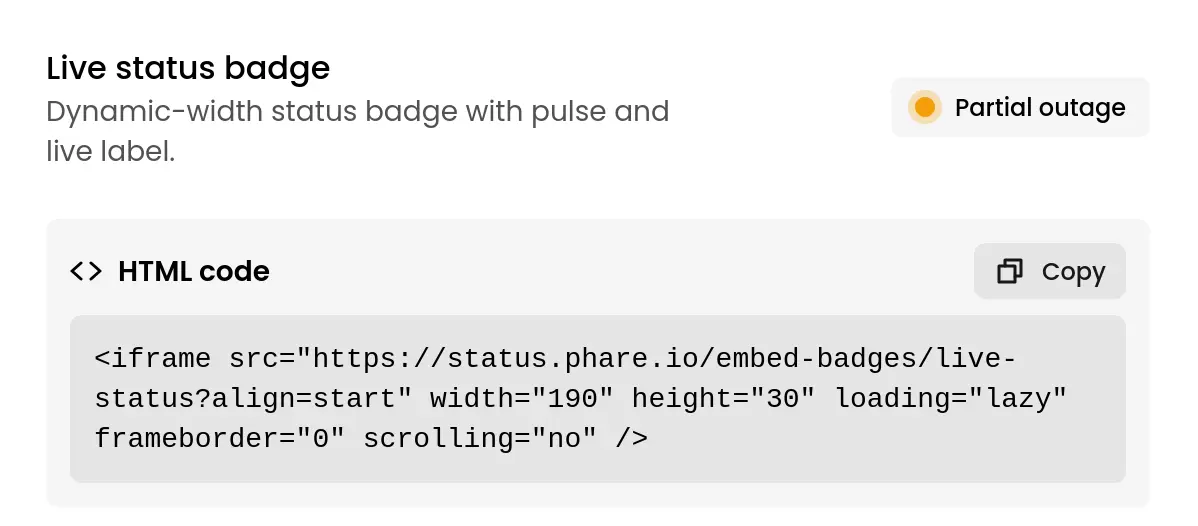 Live status badge
Dynamic-width status badge with pulse and
live label.
Partial outage
<> HTML code
Copy
<iframe src="https://status.phare.io/embed-badges/live-
status?align=start" width="190" height="30" loading="lazy"
frameborder="0" scrolling="no" />